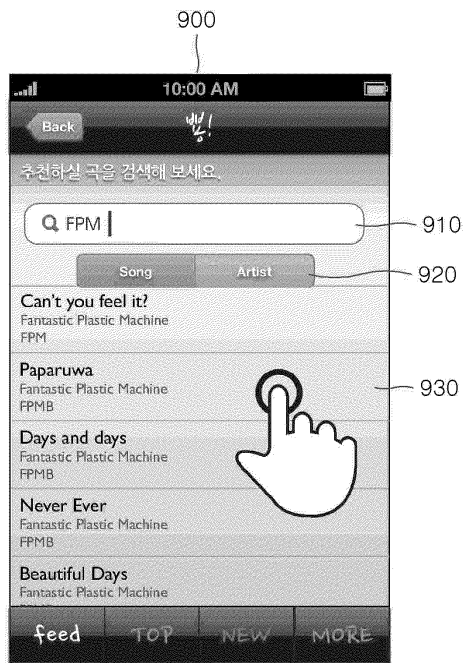 900
10:00 AM
Back
추천하실 곡을 검색해 보세요.
FPM
910
Song Artist
920
Can't you feel it?
Fantastic Plastic Machine
FPM
Paparuwa
930
Fantastic Plastic Machine
FPMB
Days and days
Fantastic Plastic Machine
FPMB
Never Ever
Fantastic Plastic Machine
FPMB
Beautiful Days
Fantastic Plastic Machine
feed TOP NEW MORE